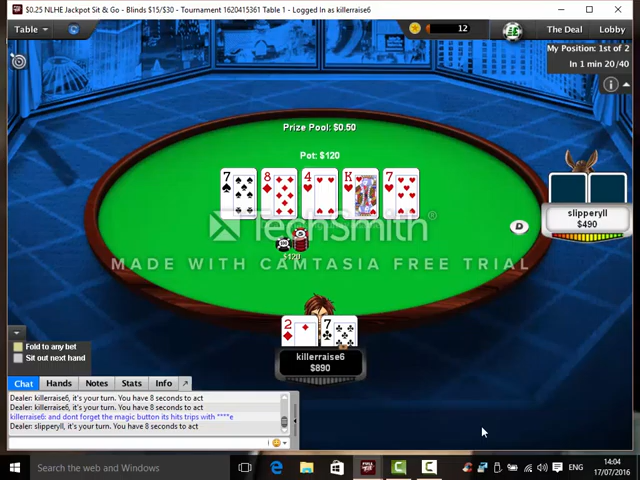 $0.25 NLHE Jackpot Sit & Go - Blinds $15/$30 - Tournament 1620415361 Table 1 - Logged In as killerraise6
Table
12
The Deal
Lobby
My Position: 1st of 2
In 1 min 20/40
Prize Pool: $0.50
Pot: $120
7
8
4
K
7
TechSmith®
MADE WITH CAMTASIA FREE TRIAL
$120
D
slipperyll
$490
2
7
killerraise6
$890
Fold to any bet
Sit out next hand
Chat
Hands
Notes
Stats
Info
Dealer: killerraise6, it's your turn. You have 8 seconds to act
Dealer: killerraise6, it's your turn. You have 8 seconds to act
killerraise6: and dont forget the magic button its hits trips with ****e
Dealer: slipperyll, it's your turn. You have 8 seconds to act
Search the web and Windows
ENG
14:04
17/07/2016